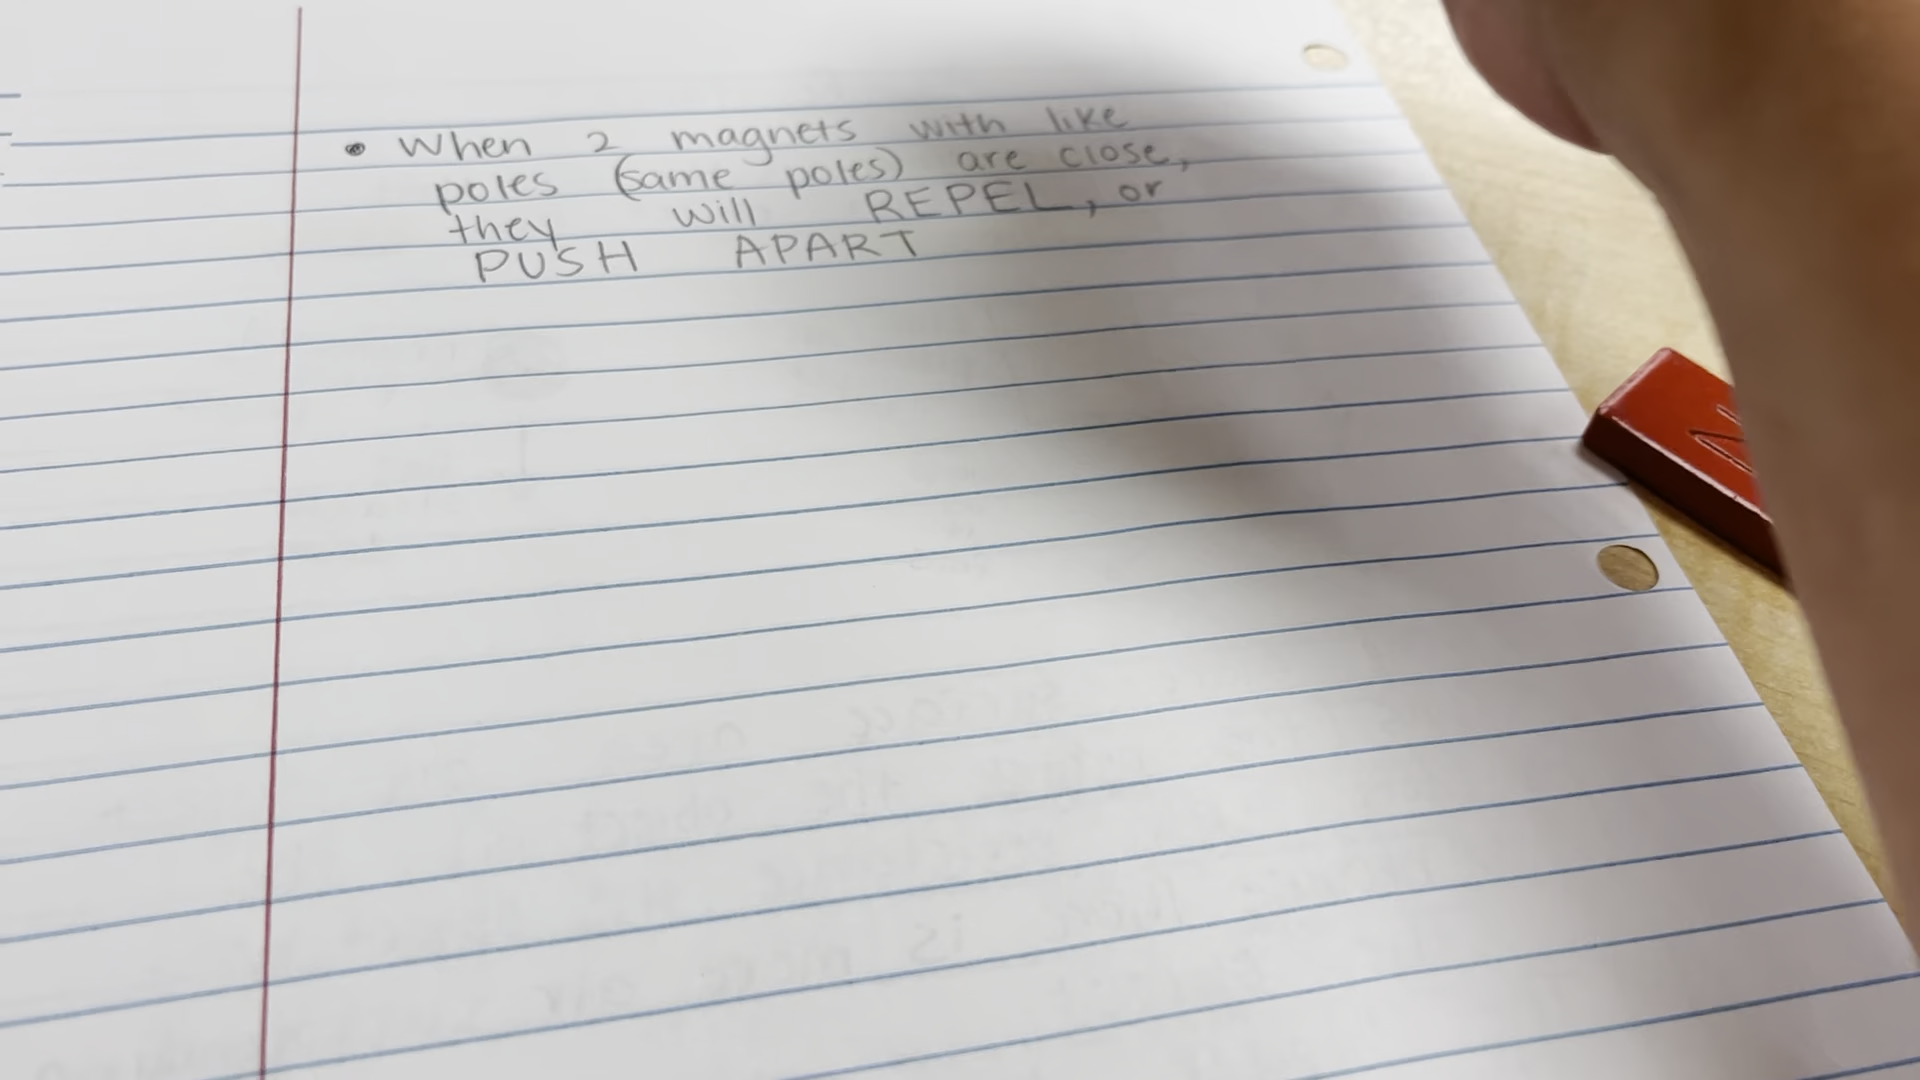 • When 2 magnets with like
poles (same poles) are close,
they will REPEL, or
PUSH APART
N